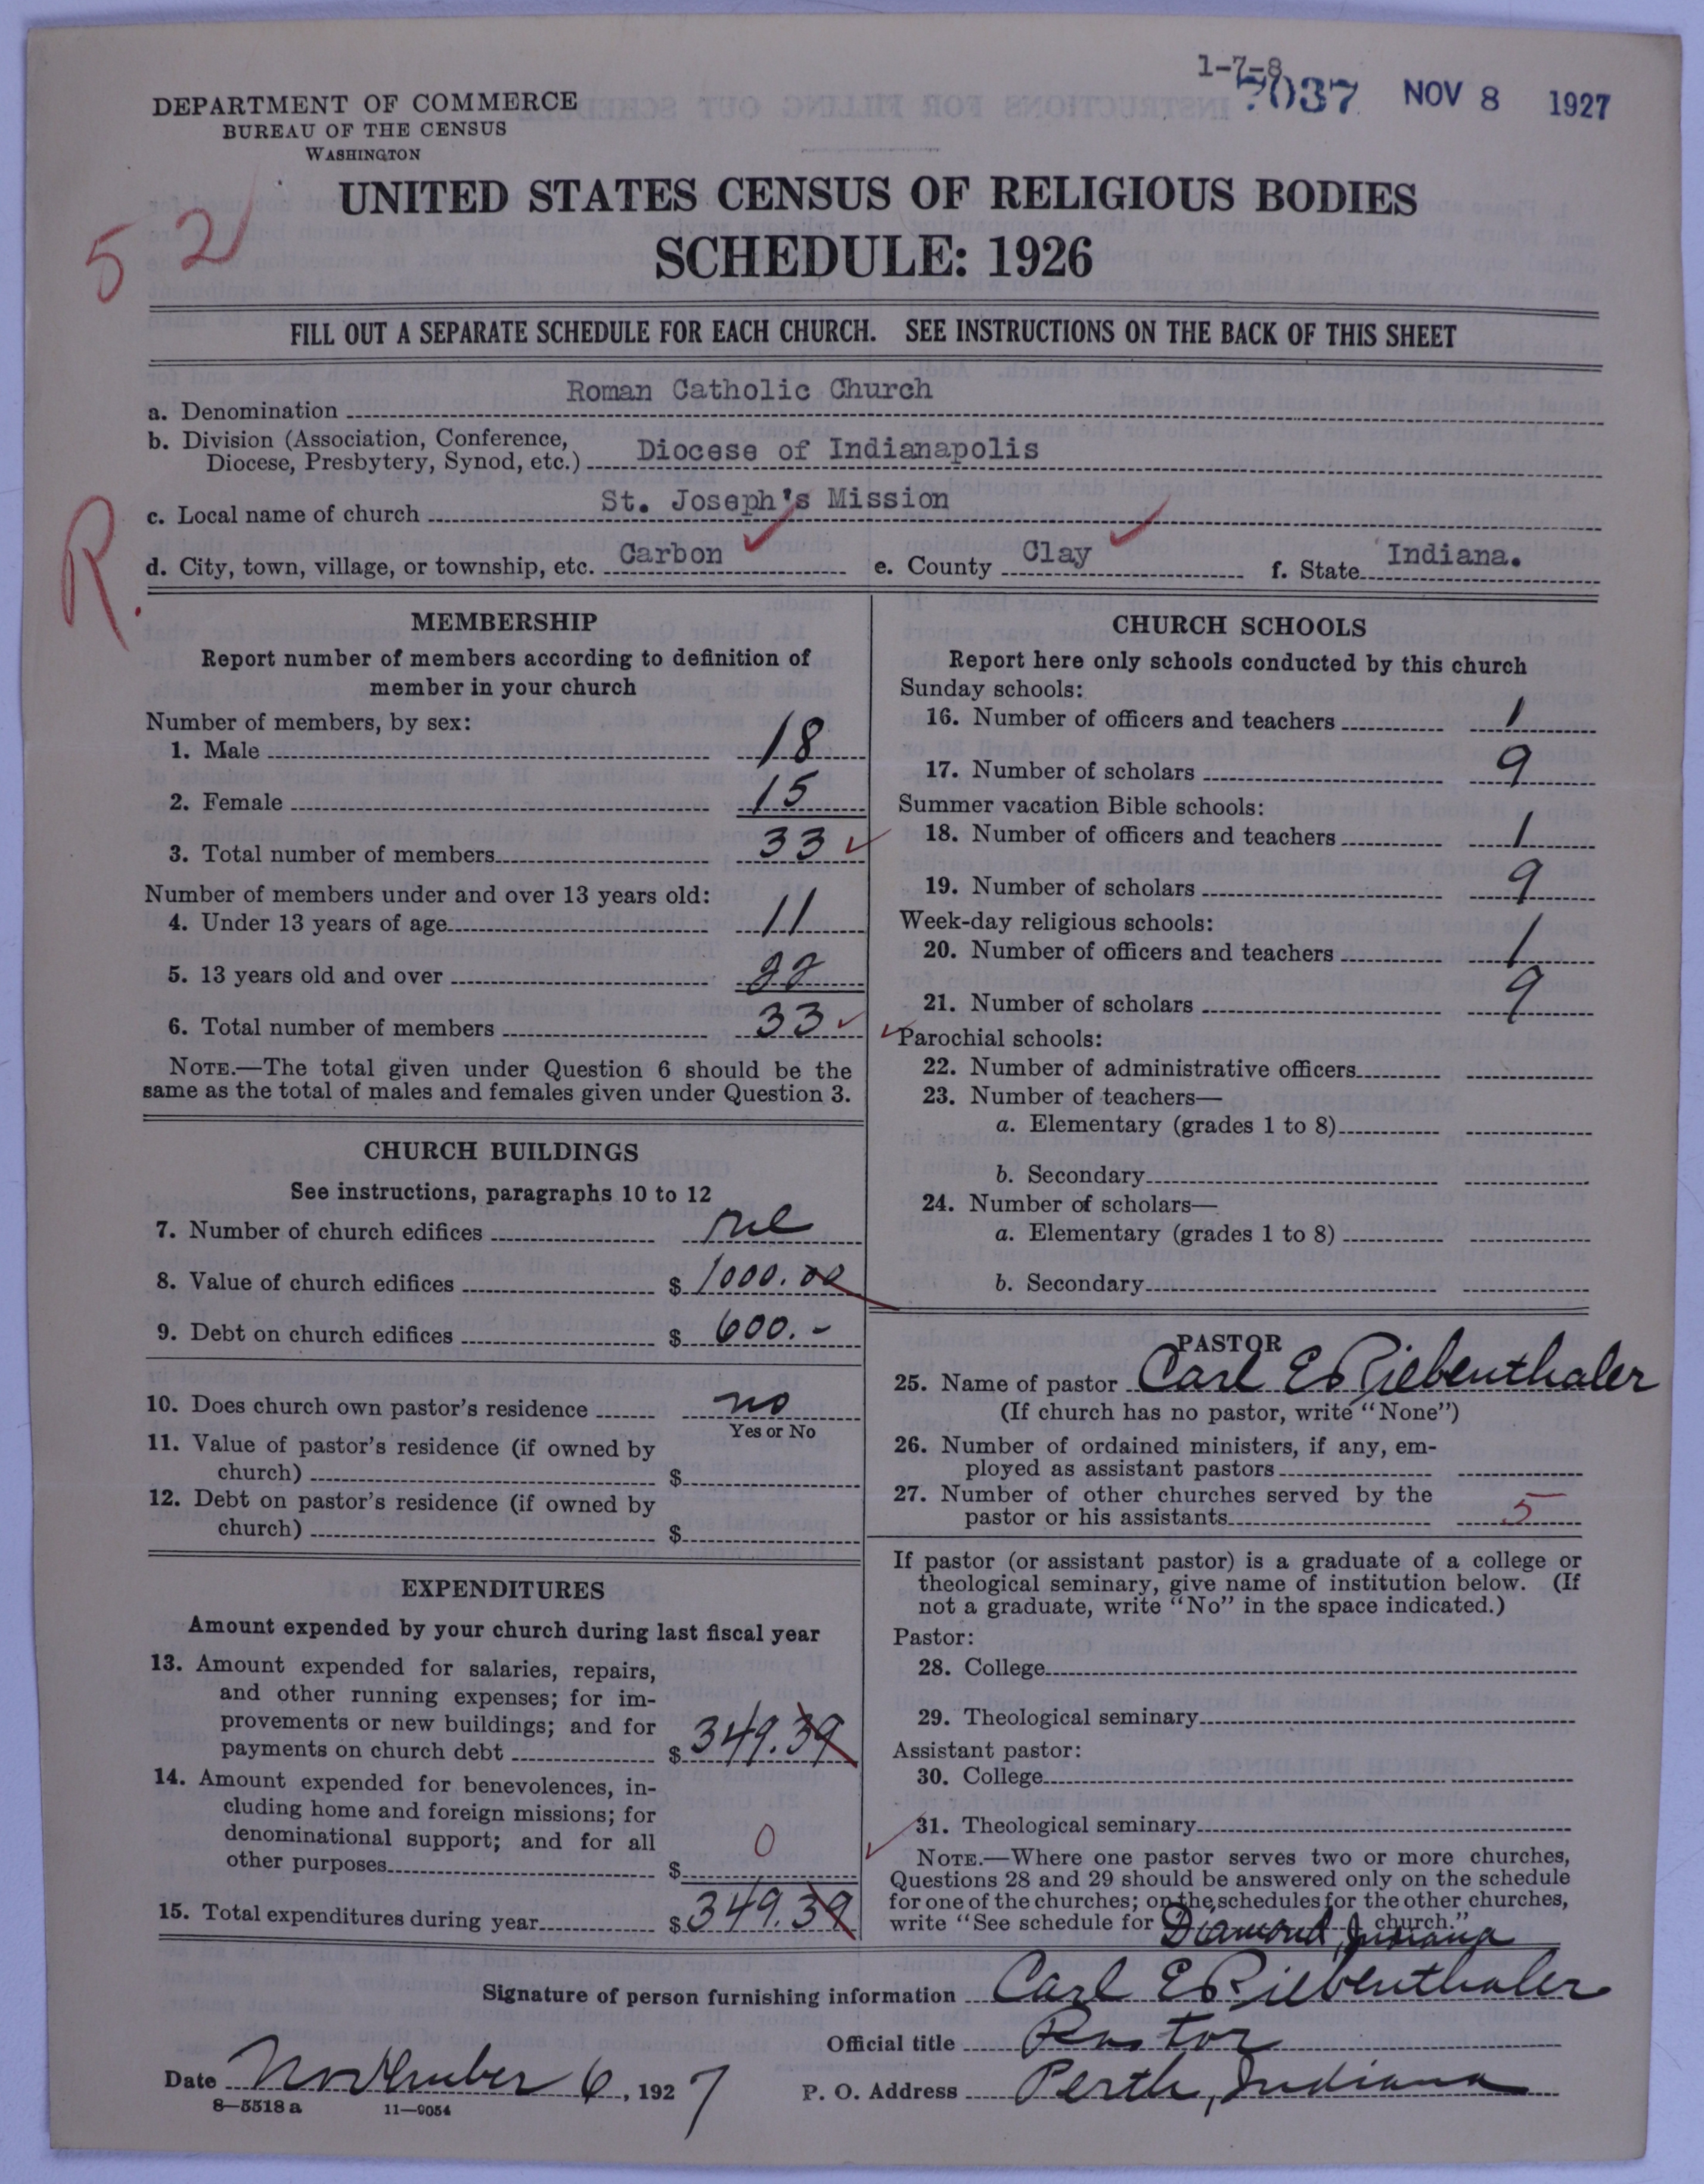 1-7-8
7037 NOV 8 1927
DEPARTMENT OF COMMERCE
BUREAU OF THE CENSUS
WASHINGTON
UNITED STATES CENSUS OF RELIGIOUS BODIES
SCHEDULE: 1926
52
FILL OUT A SEPARATE SCHEDULE FOR EACH CHURCH. SEE INSTRUCTIONS ON THE BACK OF THIS SHEET
a. Denomination Roman Catholic Church
b. Division (Association, Conference,
Diocese, Presbytery, Synod, etc.) Diocese of Indianapolis
c. Local name of church St. Joseph's Mission
R.
d. City, town, village, or township, etc. Carbon e. County Clay f. State Indiana.
MEMBERSHIP
Report number of members according to definition of
member in your church
Number of members, by sex:
1. Male 18
2. Female 15
3. Total number of members 33
Number of members under and over 13 years old:
4. Under 13 years of age 11
5. 13 years old and over 22
6. Total number of members 33
NOTE.—The total given under Question 6 should be the
same as the total of males and females given under Question 3.
CHURCH BUILDINGS
See instructions, paragraphs 10 to 12
7. Number of church edifices
8. Value of church edifices $ 1000.00
9. Debt on church edifices $ 600.-
10. Does church own pastor's residence no
Yes or No
11. Value of pastor's residence (if owned by
church) $
12. Debt on pastor's residence (if owned by
church) $
EXPENDITURES
Amount expended by your church during last fiscal year
13. Amount expended for salaries, repairs,
and other running expenses; for im-
provements or new buildings; and for
payments on church debt $ 349.39
14. Amount expended for benevolences, in-
cluding home and foreign missions; for
denominational support; and for all
other purposes $ 0
15. Total expenditures during year $ 349.39
CHURCH SCHOOLS
Report here only schools conducted by this church
Sunday schools:
16. Number of officers and teachers 1
17. Number of scholars 9
Summer vacation Bible schools:
18. Number of officers and teachers 1
19. Number of scholars 9
Week-day religious schools:
20. Number of officers and teachers 1
21. Number of scholars 9
Parochial schools:
22. Number of administrative officers
23. Number of teachers—
a. Elementary (grades 1 to 8)
b. Secondary
24. Number of scholars—
a. Elementary (grades 1 to 8)
b. Secondary
PASTOR
25. Name of pastor Carl E Riebenthaler
(If church has no pastor, write "None")
26. Number of ordained ministers, if any, em-
ployed as assistant pastors
27. Number of other churches served by the
pastor or his assistants 5
If pastor (or assistant pastor) is a graduate of a college or
theological seminary, give name of institution below. (If
not a graduate, write "No" in the space indicated.)
Pastor:
28. College
29. Theological seminary
Assistant pastor:
30. College
31. Theological seminary
NOTE.—Where one pastor serves two or more churches,
Questions 28 and 29 should be answered only on the schedule
for one of the churches; on the schedules for the other churches,
write "See schedule for Diamond, Indiana church."
Signature of person furnishing information Carl E Riebenthaler
Official title Pastor
Date November 6, 1927 P. O. Address Perth, Indiana
8-5518 a 11-9054